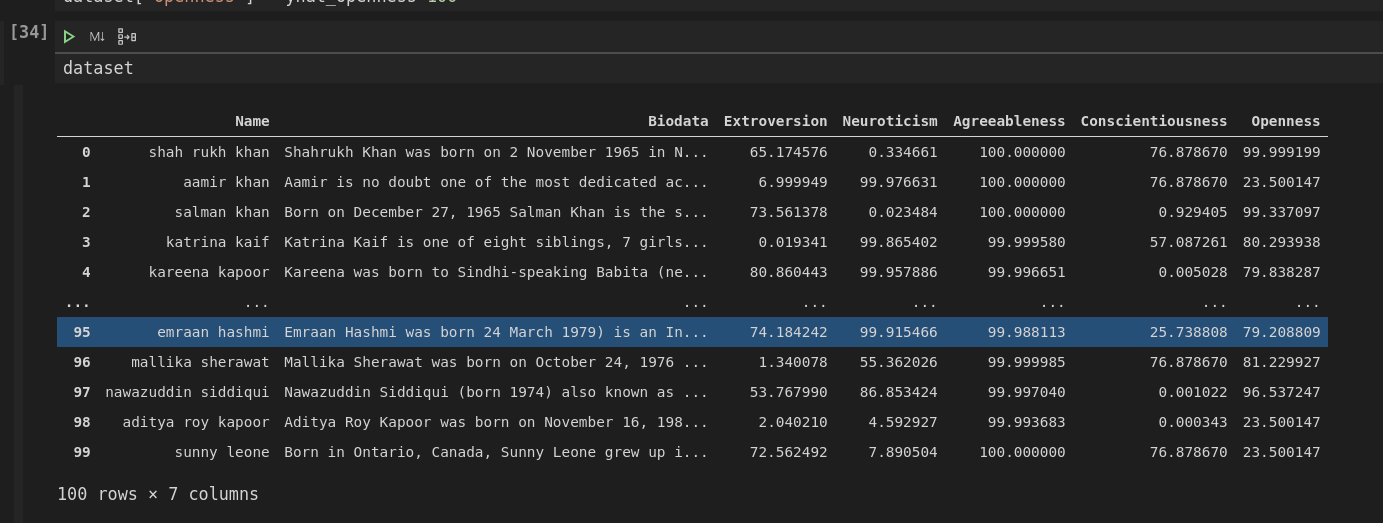 dataset["openness"] = yhat_openness*100
[34]
M↓
dataset
Name Biodata Extroversion Neuroticism Agreeableness Conscientiousness Openness
0 shah rukh khan Shahrukh Khan was born on 2 November 1965 in N... 65.174576 0.334661 100.000000 76.878670 99.999199
1 aamir khan Aamir is no doubt one of the most dedicated ac... 6.999949 99.976631 100.000000 76.878670 23.500147
2 salman khan Born on December 27, 1965 Salman Khan is the s... 73.561378 0.023484 100.000000 0.929405 99.337097
3 katrina kaif Katrina Kaif is one of eight siblings, 7 girls... 0.019341 99.865402 99.999580 57.087261 80.293938
4 kareena kapoor Kareena was born to Sindhi-speaking Babita (ne... 80.860443 99.957886 99.996651 0.005028 79.838287
... ... ... ... ... ... ... ...
95 emraan hashmi Emraan Hashmi was born 24 March 1979) is an In... 74.184242 99.915466 99.988113 25.738808 79.208809
96 mallika sherawat Mallika Sherawat was born on October 24, 1976 ... 1.340078 55.362026 99.999985 76.878670 81.229927
97 nawazuddin siddiqui Nawazuddin Siddiqui (born 1974) also known as ... 53.767990 86.853424 99.997040 0.001022 96.537247
98 aditya roy kapoor Aditya Roy Kapoor was born on November 16, 198... 2.040210 4.592927 99.993683 0.000343 23.500147
99 sunny leone Born in Ontario, Canada, Sunny Leone grew up i... 72.562492 7.890504 100.000000 76.878670 23.500147
100 rows × 7 columns